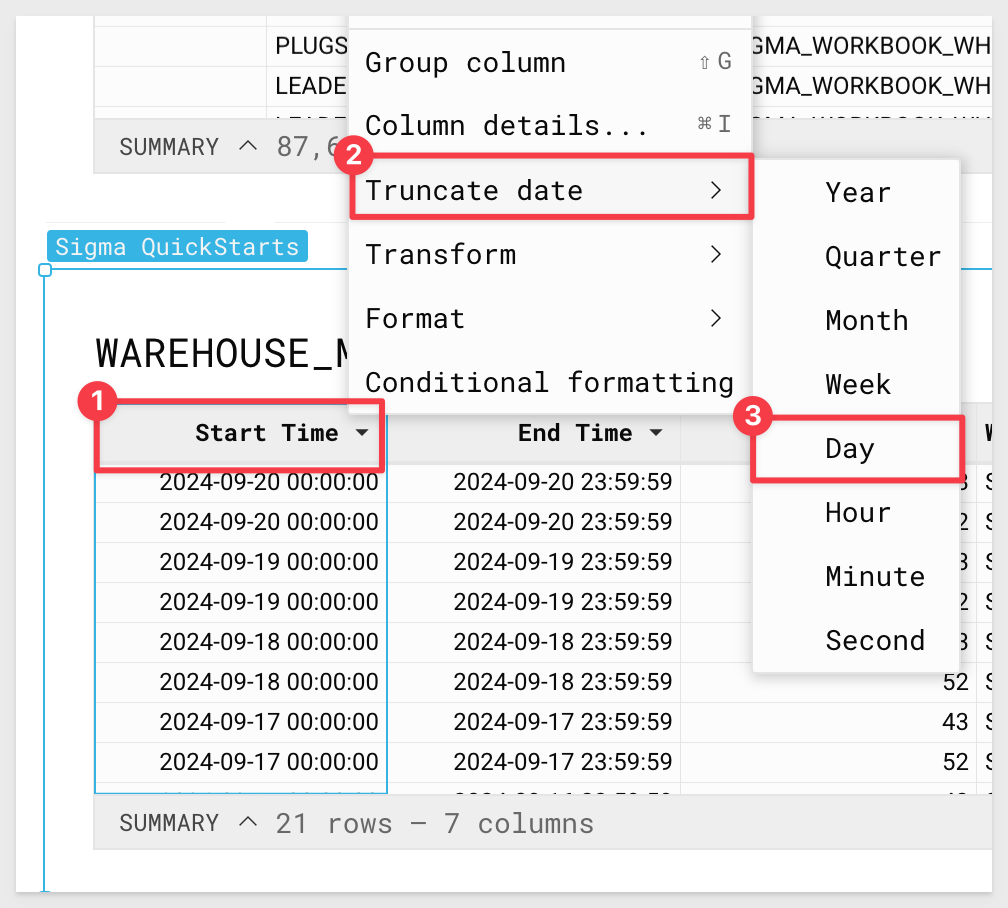 PLUGS
LEADE
SUMMARY 87,6
Group column ⇧ G
Column details... ⌘ I
2
Truncate date
Transform
Format
Conditional formatting
GMA_WORKBOOK_WH
GMA_WORKBOOK_WH
Year
Quarter
Month
Week
3
Day
Hour
Minute
Second
Sigma QuickStarts
WAREHOUSE_M
1
Start Time End Time W
2024-09-20 00:00:00 2024-09-20 23:59:59 3 S
2024-09-20 00:00:00 2024-09-20 23:59:59 2 S
2024-09-19 00:00:00 2024-09-19 23:59:59 3 S
2024-09-19 00:00:00 2024-09-19 23:59:59 2 S
2024-09-18 00:00:00 2024-09-18 23:59:59 3 S
2024-09-18 00:00:00 2024-09-18 23:59:59 52 S
2024-09-17 00:00:00 2024-09-17 23:59:59 43 S
2024-09-17 00:00:00 2024-09-17 23:59:59 52 S
SUMMARY 21 rows – 7 columns